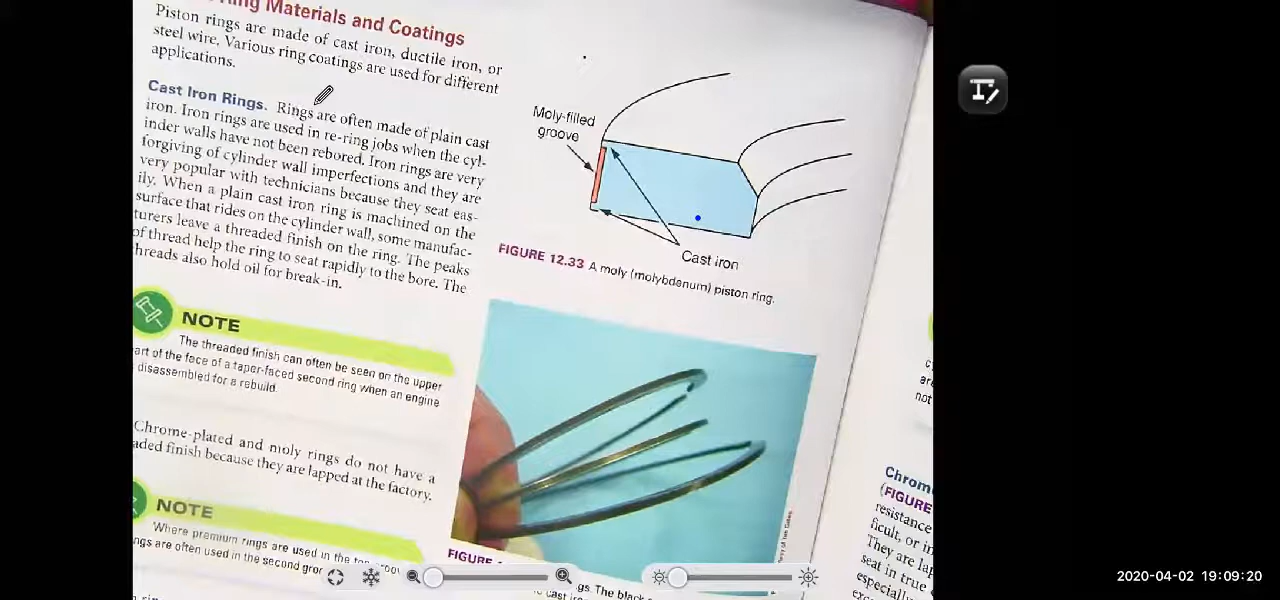 Ring Materials and Coatings
Piston rings are made of cast iron, ductile iron, or
steel wire. Various ring coatings are used for different
applications.
Cast Iron Rings. Rings are often made of plain cast
iron. Iron rings are used in re-ring jobs when the cyl-
inder walls have not been rebored. Iron rings are very
forgiving of cylinder wall imperfections and they are
very popular with technicians because they seat eas-
ily. When a plain cast iron ring is machined on the
surface that rides on the cylinder wall, some manufac-
turers leave a threaded finish on the ring. The peaks
of thread help the ring to seat rapidly to the bore. The
threads also hold oil for break-in.
NOTE
The threaded finish can often be seen on the upper
part of the face of a taper-faced second ring when an engine
disassembled for a rebuild.
Chrome-plated and moly rings do not have a
finish because they are lapped at the factory.
NOTE
Where premium rings are used in the top
are often used in the second
Moly-filled
groove
Cast iron
FIGURE 12.33 A moly (molybdenum) piston ring.
FIGURE
The black
cast
not
Chrom
(FIGURE
resistance
ficult, or
They are
seat in true
especially
2020-04-02 19:09:20